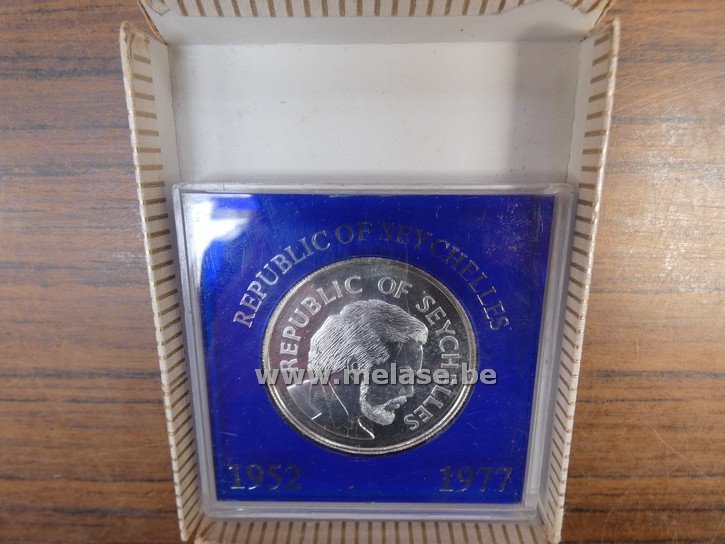 REPUBLIC OF SEYCHELLES
REPUBLIC OF SEYCHELLES
www.melase.be
1952 1977